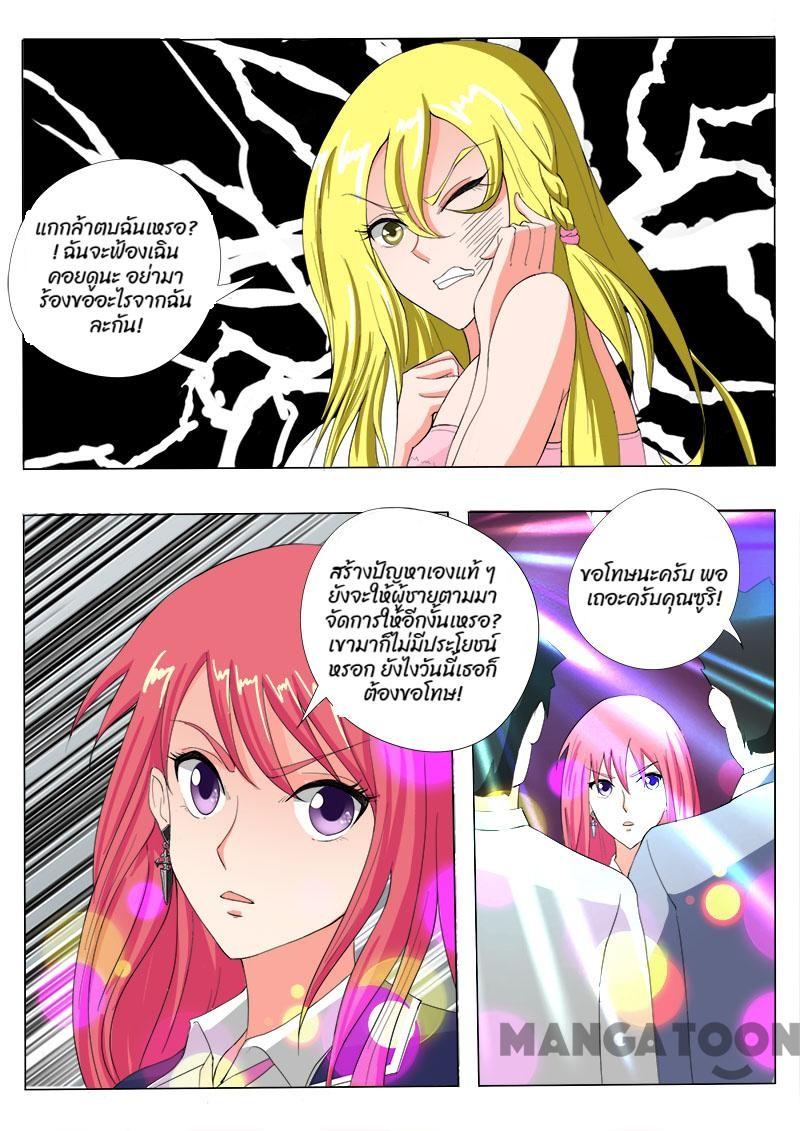 แกกล้าตบฉันเหรอ?
! ฉันจะฟ้องเฉิน
คอยดูนะ อย่ามา
ร้องขออะไรจากฉัน
ละกัน!
สร้างปัญหาเองแท้ ๆ
ยังจะให้ผู้ชายตามมา
จัดการให้อีกงั้นเหรอ?
เขามาก็ไม่มีประโยชน์
หรอก ยังไงวันนี้เธอก็
ต้องขอโทษ!
ขอโทษนะครับ พอ
เถอะครับคุณซูริ!
MANGATOON